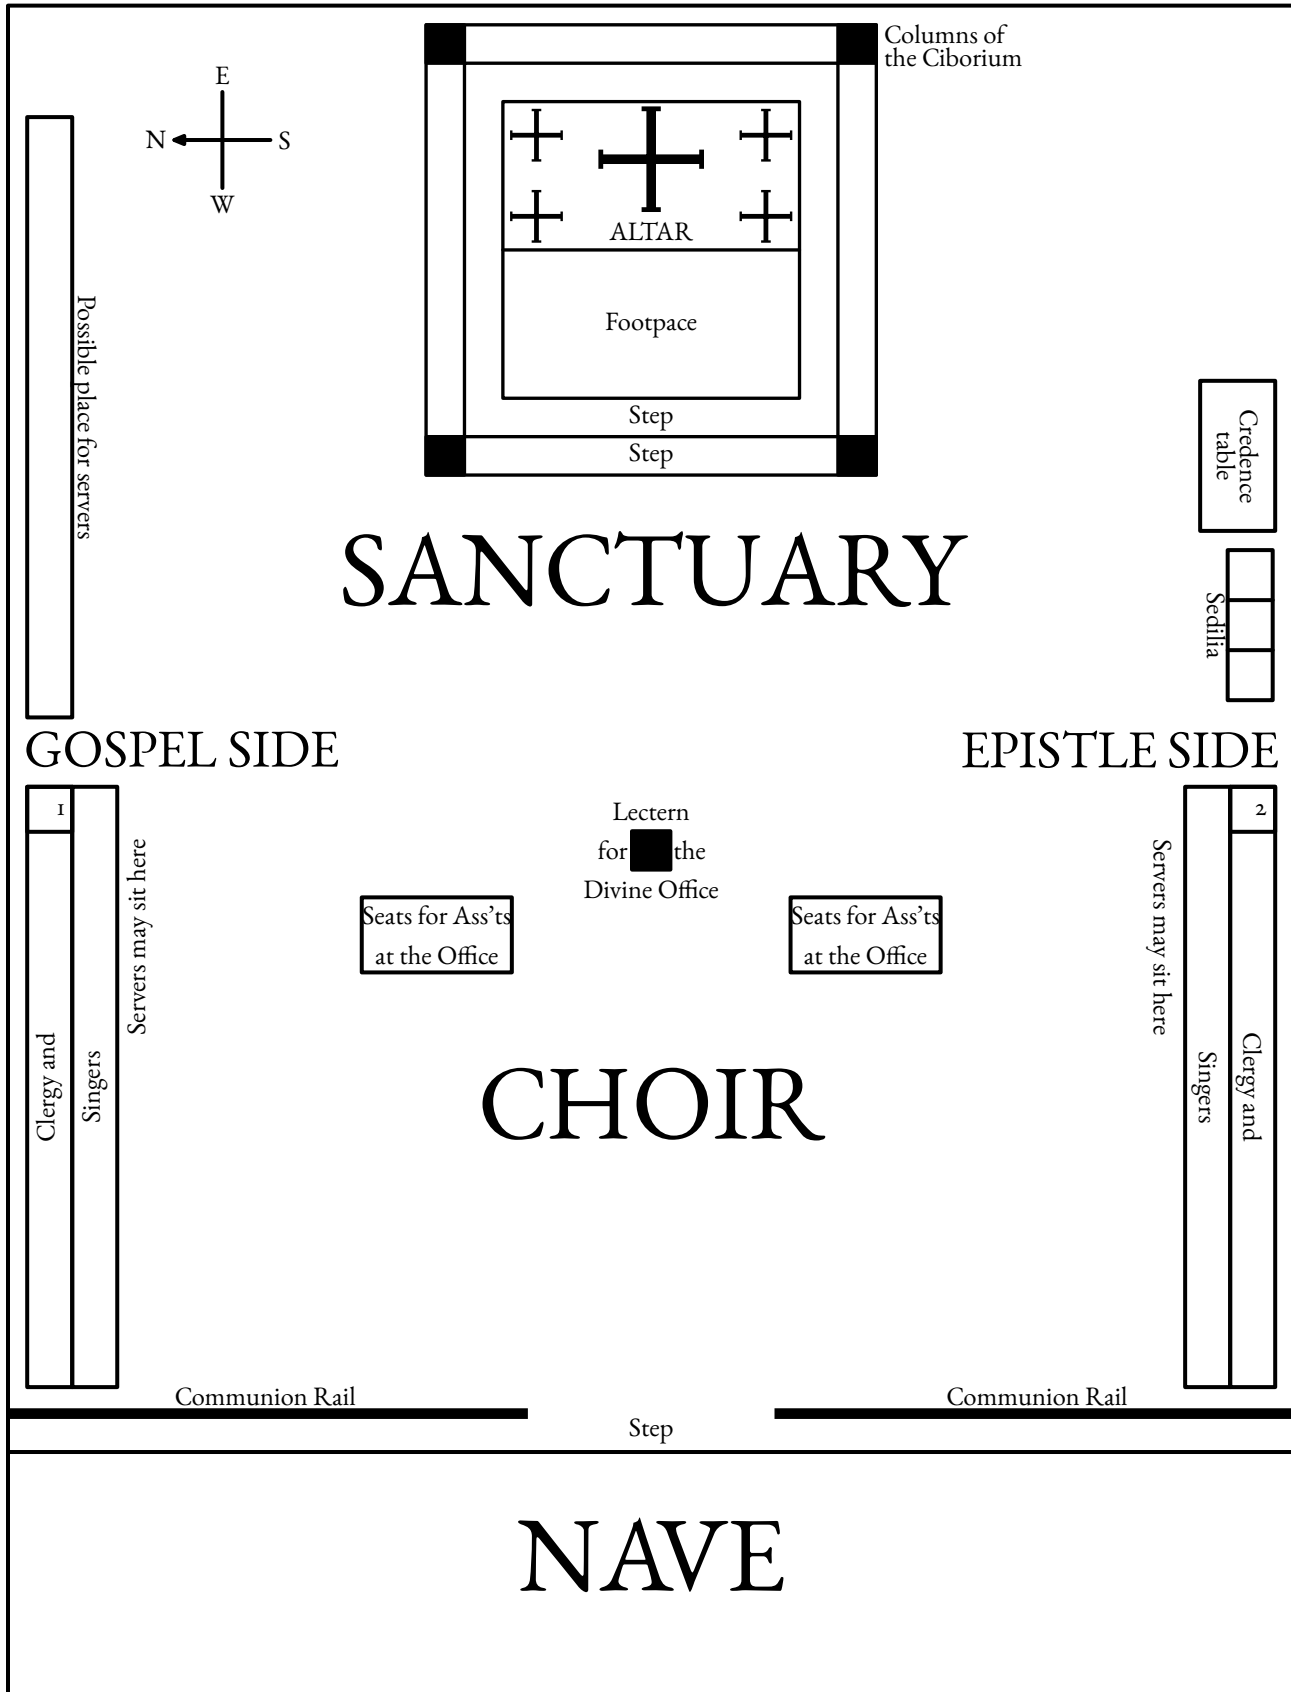 Columns of
the Ciborium
E
N
S
W
ALTAR
Footpace
Step
Step
Possible place for servers
Credence
table
Sedilia
SANCTUARY
GOSPEL SIDE
EPISTLE SIDE
1
2
Lectern
for the
Divine Office
Servers may sit here
Servers may sit here
Seats for Ass'ts
at the Office
Seats for Ass'ts
at the Office
Clergy and
Singers
Singers
Clergy and
CHOIR
Communion Rail
Communion Rail
Step
NAVE